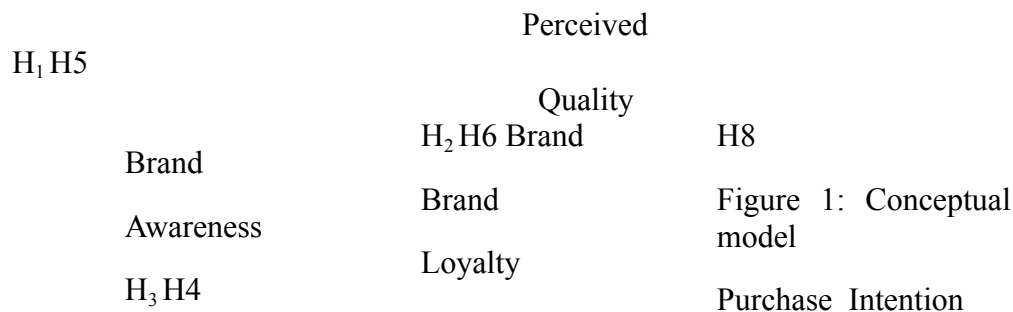 Perceived
H₁ H5
Quality
H₂ H6 Brand
H8
Brand
Brand
Figure 1: Conceptual
model
Awareness
Loyalty
H₃ H4
Purchase Intention